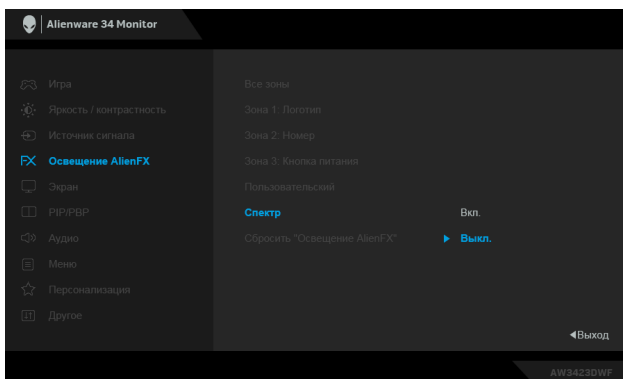 Alienware 34 Monitor
Игра
Все зоны
Яркость / контрастность
Зона 1: Логотип
Источник сигнала
Зона 2: Номер
FX Освещение AlienFX
Зона 3: Кнопка питания
Экран
Пользовательский
PIP/PBP
Спектр
Вкл.
Аудио
Сбросить "Освещение AlienFX"
Выкл.
Меню
Персонализация
Другое
Выход
AW3423DWF